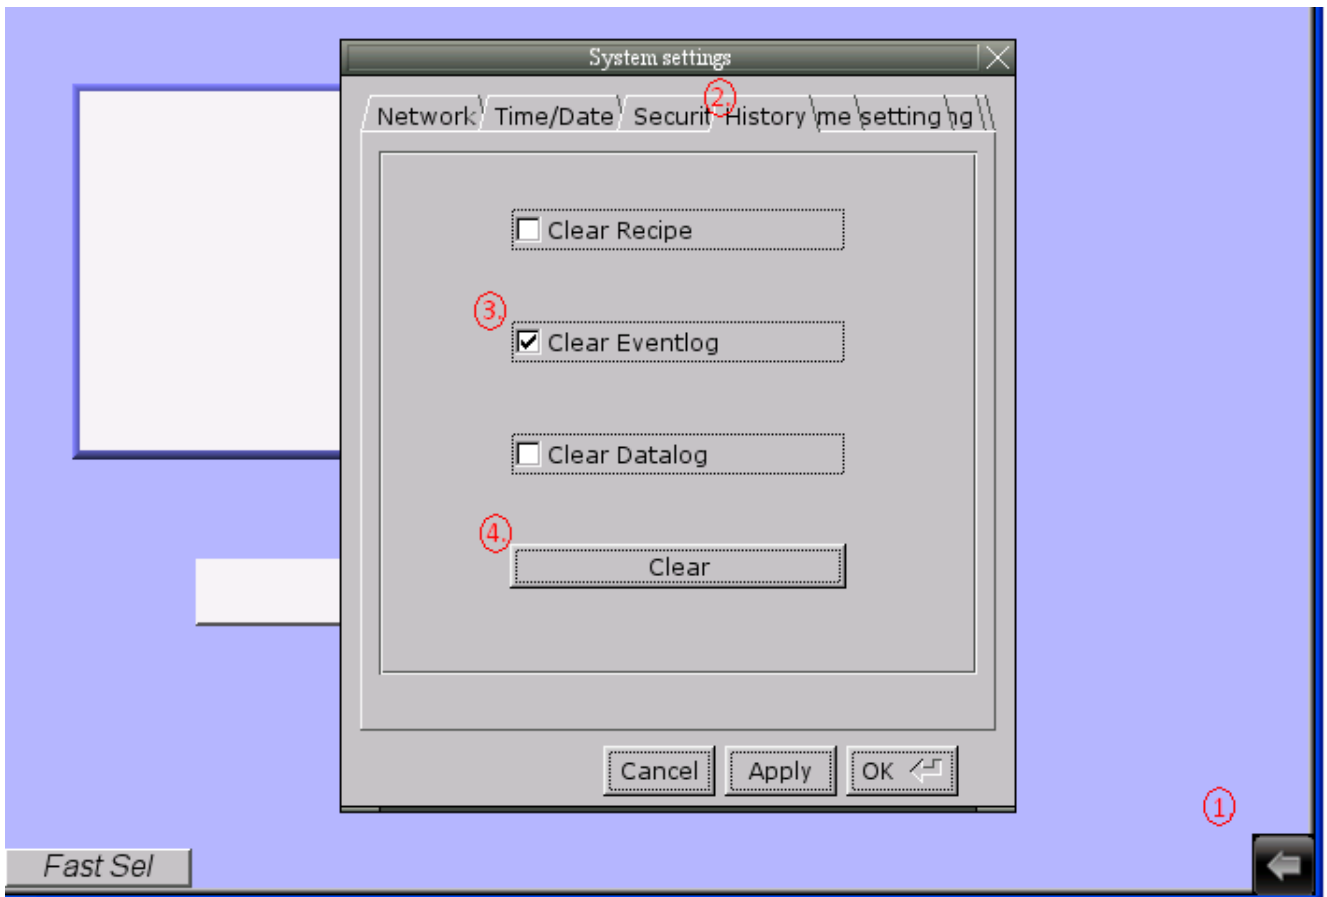 System settings
2.
Network Time/Date Securit History me setting ng
Clear Recipe
3.
Clear Eventlog
Clear Datalog
4.
Clear
Cancel Apply OK
1.
Fast Sel